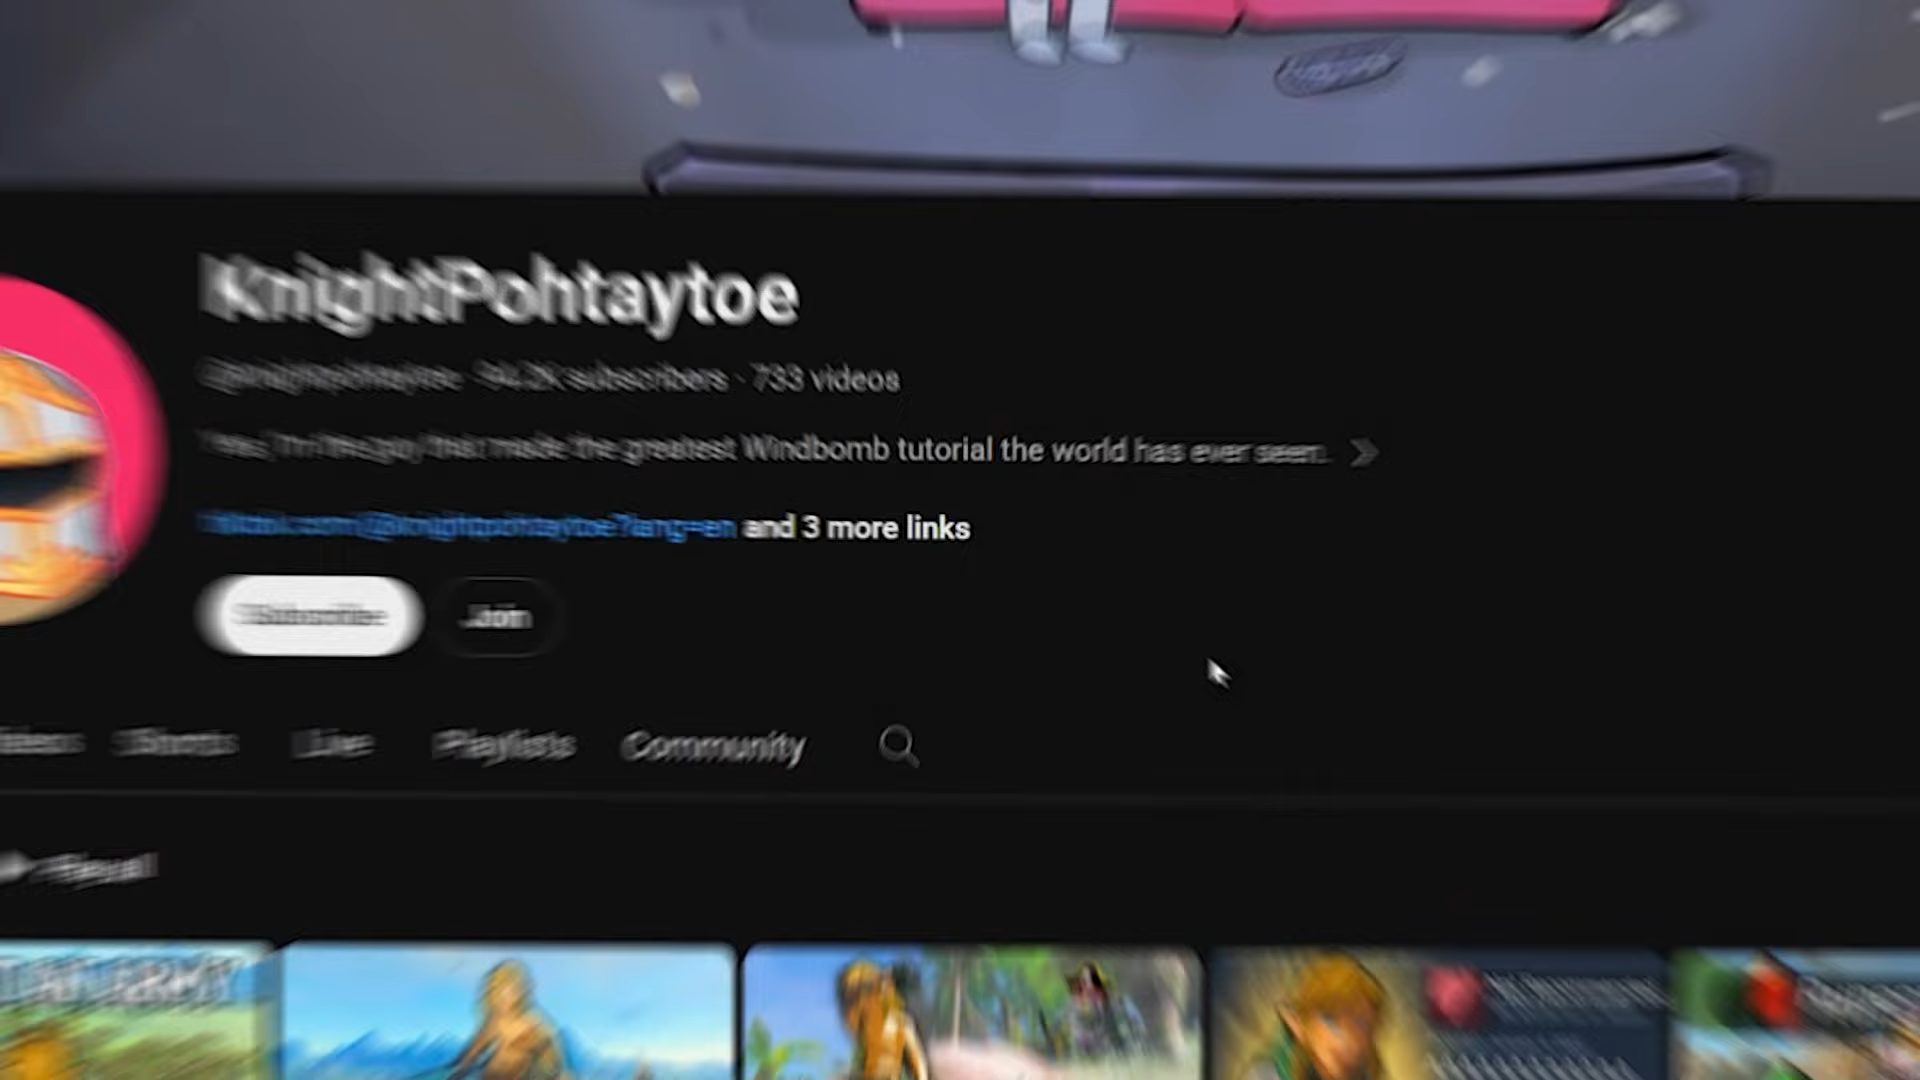 KnightPohtaytoe
@knightpohtaytoe · 94.2K subscribers · 733 videos
Yes, I'm the guy that made the greatest Windbomb tutorial the world has ever seen.
tiktok.com/@knightpohtaytoe?lang=en and 3 more links
Subscribe
Join
Videos
Shorts
Live
Playlists
Community